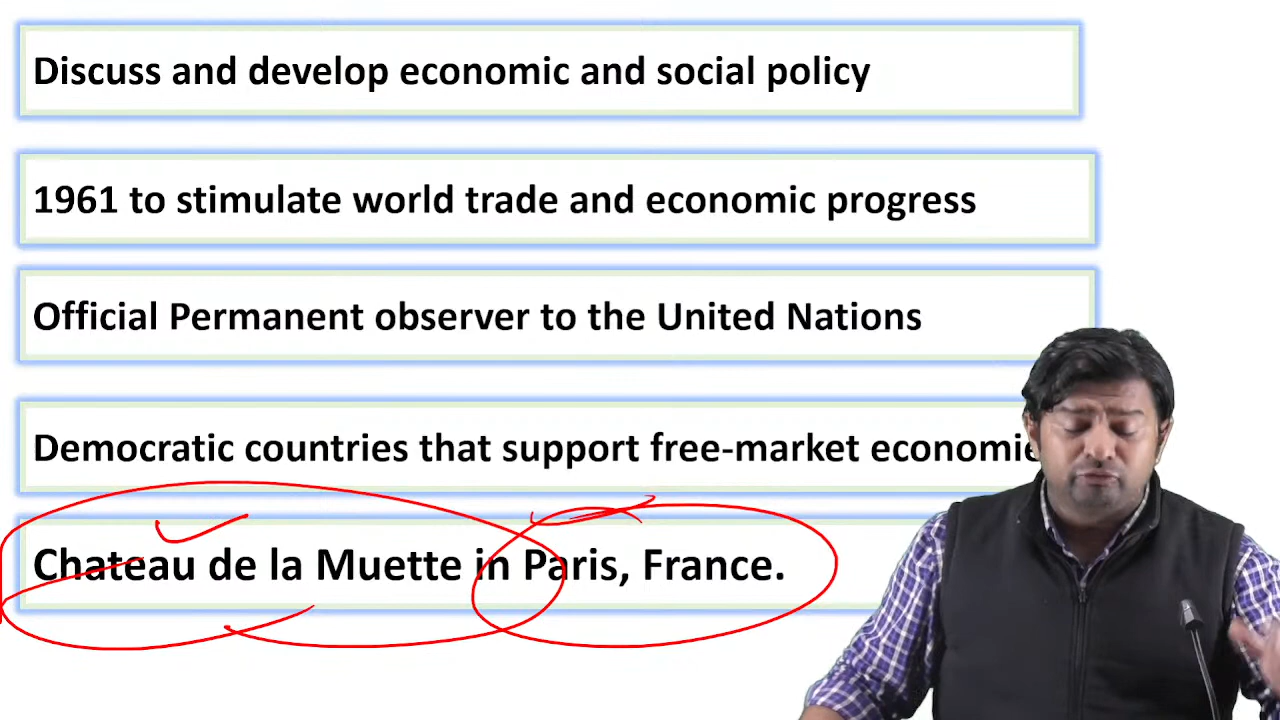 Discuss and develop economic and social policy
1961 to stimulate world trade and economic progress
Official Permanent observer to the United Nations
Democratic countries that support free-market economie
Chateau de la Muette in Paris, France.